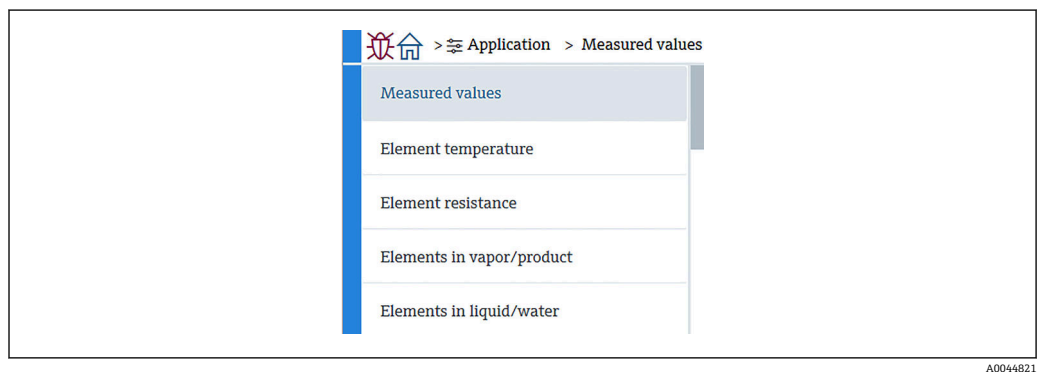 > Application > Measured values
Measured values
Element temperature
Element resistance
Elements in vapor/product
Elements in liquid/water
A0044821